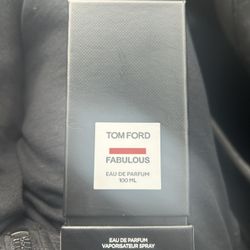 TOM FORD
FABULOUS
EAU DE PARFUM
100 ML
EAU DE PARFUM
VAPORISATEUR SPRAY